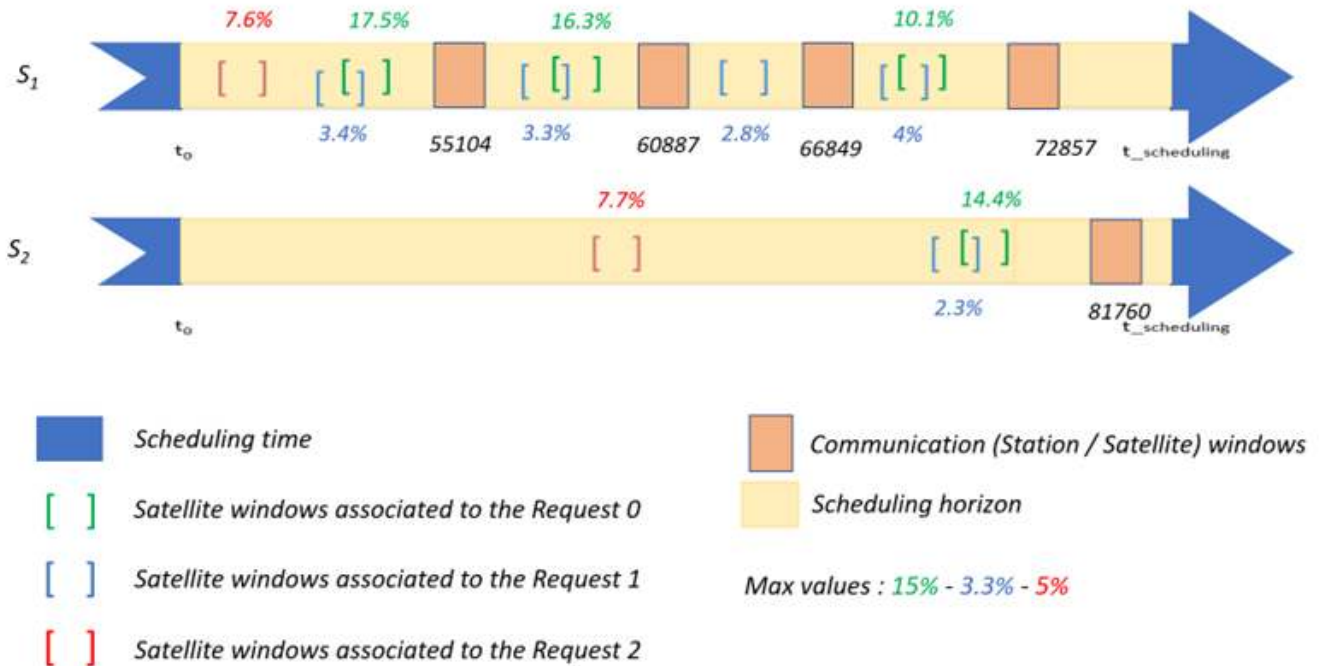 7.6% 17.5% 16.3% 10.1%
S1
3.4% 55104 3.3% 60887 2.8% 66849 4% 72857
to t_scheduling
7.7% 14.4%
S2
2.3% 81760
to t_scheduling
Scheduling time
Communication (Station / Satellite) windows
Satellite windows associated to the Request 0
Scheduling horizon
Satellite windows associated to the Request 1
Max values : 15% - 3.3% - 5%
Satellite windows associated to the Request 2